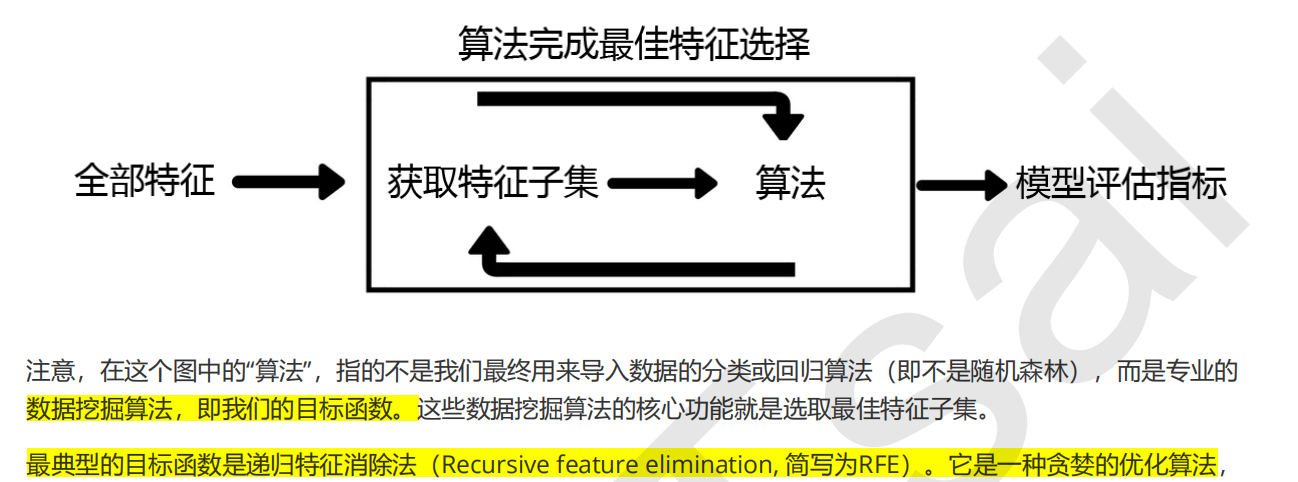 算法完成最佳特征选择
全部特征
获取特征子集
算法
模型评估指标
注意，在这个图中的“算法”，指的不是我们最终用来导入数据的分类或回归算法（即不是随机森林），而是专业的
数据挖掘算法，即我们的目标函数。这些数据挖掘算法的核心功能就是选取最佳特征子集。
最典型的目标函数是递归特征消除法（Recursive feature elimination, 简写为RFE）。它是一种贪婪的优化算法，